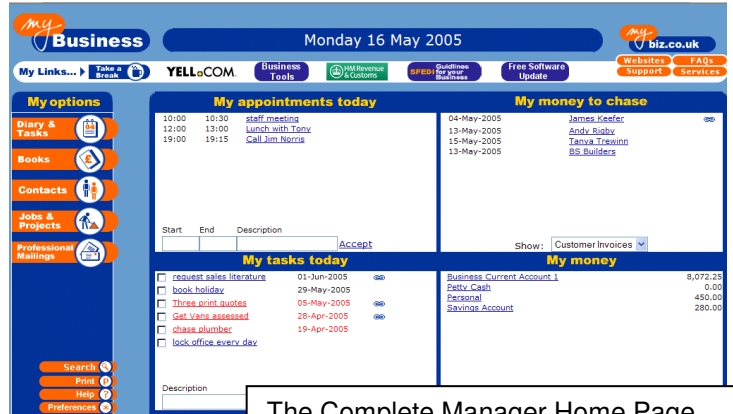 my
Business
Monday 16 May 2005
my
biz.co.uk
My Links...
Take a Break
YELL.COM.
Business Tools
HM Revenue & Customs
SFEDI Guidlines for your Business
Free Software Update
Websites FAQs
Support Services
My options
Diary & Tasks
04
Books
£
Contacts
Jobs & Projects
Professional Mailings
Search
Print P
Help ?
Preferences
My appointments today
10:00 10:30 staff meeting
12:00 13:00 Lunch with Tony
19:00 19:15 Call Jim Norris
Start End Description
Accept
My money to chase
04-May-2005 James Keefer
13-May-2005 Andy Rigby
15-May-2005 Tanya Trewinn
13-May-2005 BS Builders
Show: Customer Invoices
My tasks today
request sales literature 01-Jun-2005
book holiday 29-May-2005
Three print quotes 05-May-2005
Get Vans assessed 28-Apr-2005
chase plumber 19-Apr-2005
lock office every day
Description
My money
Business Current Account 1 8,072.25
Petty Cash 0.00
Personal 450.00
Savings Account 280.00
The Complete Manager Home Page